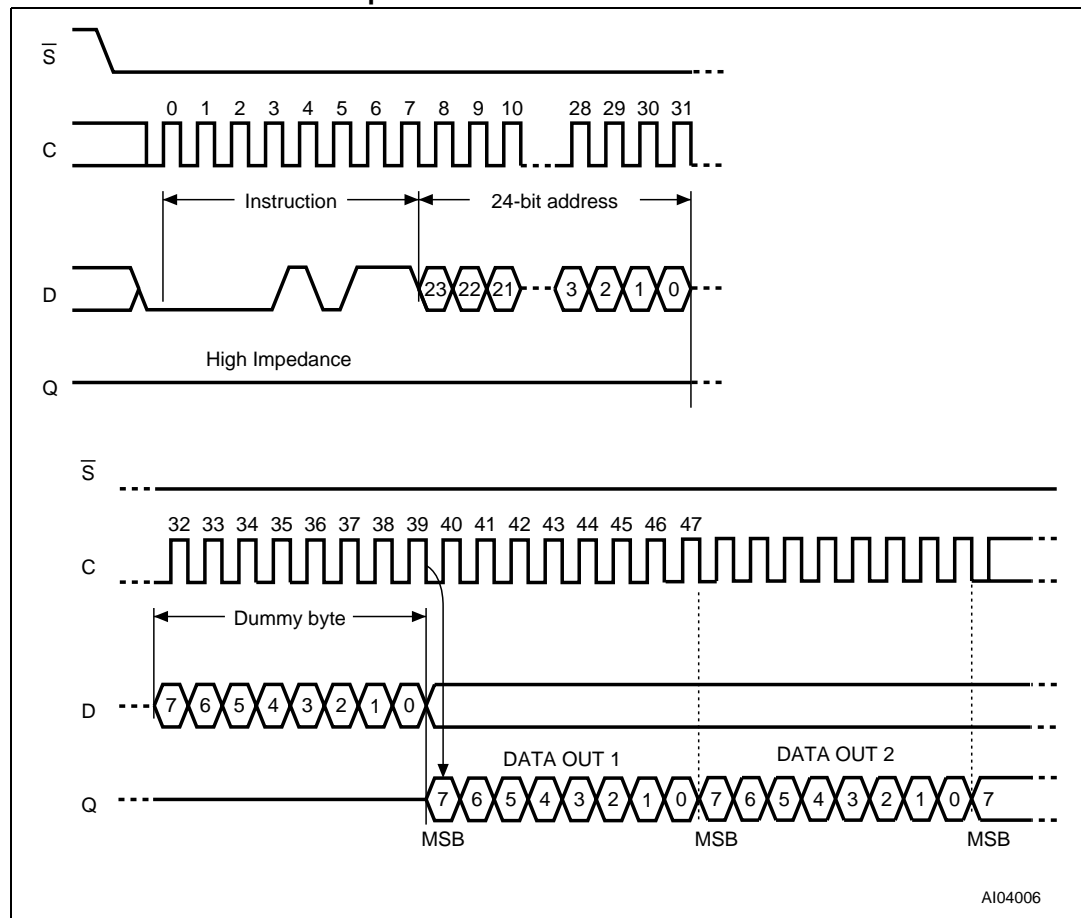 S
0 1 2 3 4 5 6 7 8 9 10 28 29 30 31
C
Instruction 24-bit address
D 23 22 21 3 2 1 0
High Impedance
Q
S
32 33 34 35 36 37 38 39 40 41 42 43 44 45 46 47
C
Dummy byte
D 7 6 5 4 3 2 1 0
DATA OUT 1 DATA OUT 2
Q 7 6 5 4 3 2 1 0 7 6 5 4 3 2 1 0 7
MSB MSB MSB
AI04006